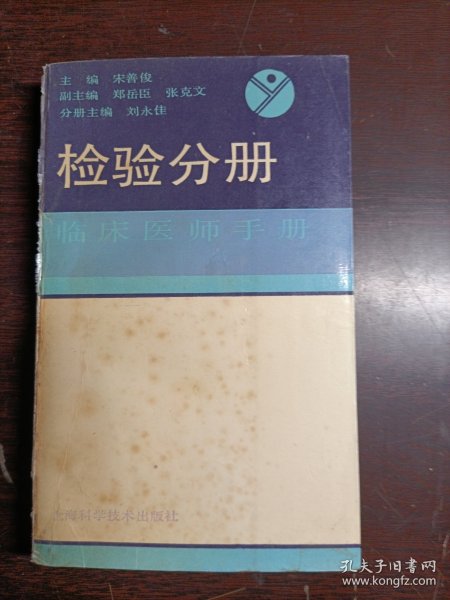 主 编 宋善俊
副主编 郑岳臣 张克文
分册主编 刘永佳
检验分册
临床医师手册
上海科学技术出版社
孔夫子旧书网
www.kongfz.com